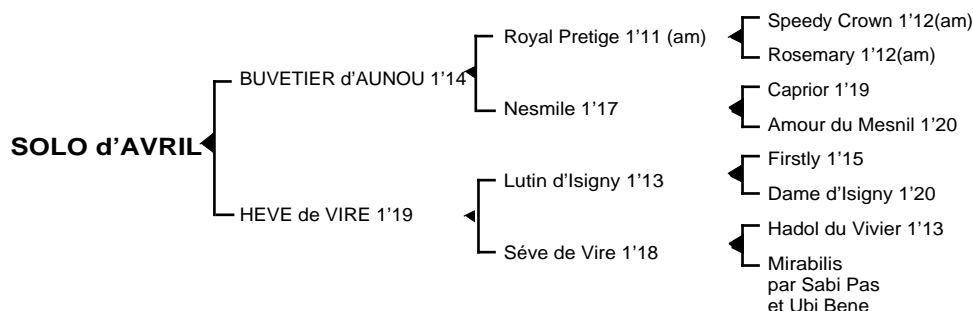 Speedy Crown 1’12(am)
Royal Pretige 1’11 (am)
Rosemary 1’12(am)
BUVETIER d’AUNOU 1’14
Caprior 1’19
Nesmile 1’17
Amour du Mesnil 1’20
SOLO d’AVRIL
Firstly 1’15
Lutin d’Isigny 1’13
Dame d’Isigny 1’20
HEVE de VIRE 1’19
Hadol du Vivier 1’13
Séve de Vire 1’18
Mirabilis
par Sabi Pas
et Ubi Bene